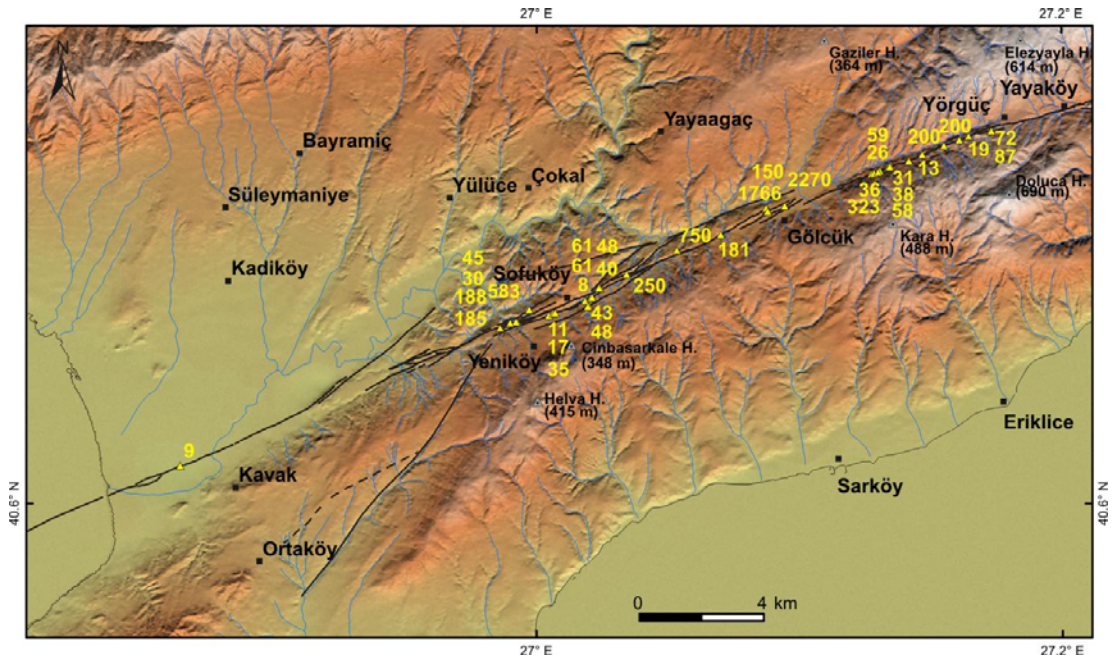 27° E
27.2° E
N
Gaziler H.
(364 m)
Elezyayla H.
(614 m)
Yayaköy
Yörgüç
Yayaagaç
Bayramiç
59
26
200
200
19
72
87
13
31
38
58
36
323
Doluca H.
(690 m)
Kara H.
(488 m)
150
2270
1766
Gölcük
Çokal
Yülüce
Süleymaniye
Kadiköy
750
181
61 48
61 40
8
250
Sofuköy
45
30
188
583
185
43
48
11
17
35
Yeniköy
Çinbasarkale H.
(348 m)
Helva H.
(415 m)
Eriklice
Sarköy
9
Kavak
Ortaköy
40.6° N
40.6° N
0
4 km
27° E
27.2° E